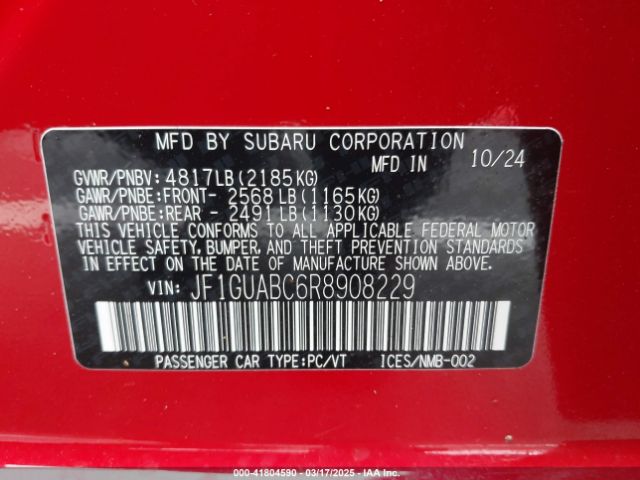 MFD BY SUBARU CORPORATION
MFD IN 10/24
GVWR/PNBV: 4817LB(2185KG)
GAWR/PNBE:FRONT- 2568LB(1165KG)
GAWR/PNBE:REAR - 2491LB(1130KG)
THIS VEHICLE CONFORMS TO ALL APPLICABLE FEDERAL MOTOR
VEHICLE SAFETY, BUMPER, AND THEFT PREVENTION STANDARDS
IN EFFECT ON THE DATE OF MANUFACTURE SHOWN ABOVE.
VIN: JF1GUABC6R8908229
PASSENGER CAR TYPE:PC/VT ICES/NMB-002
000-41804590 - 03/17/2025 - IAA, Inc.